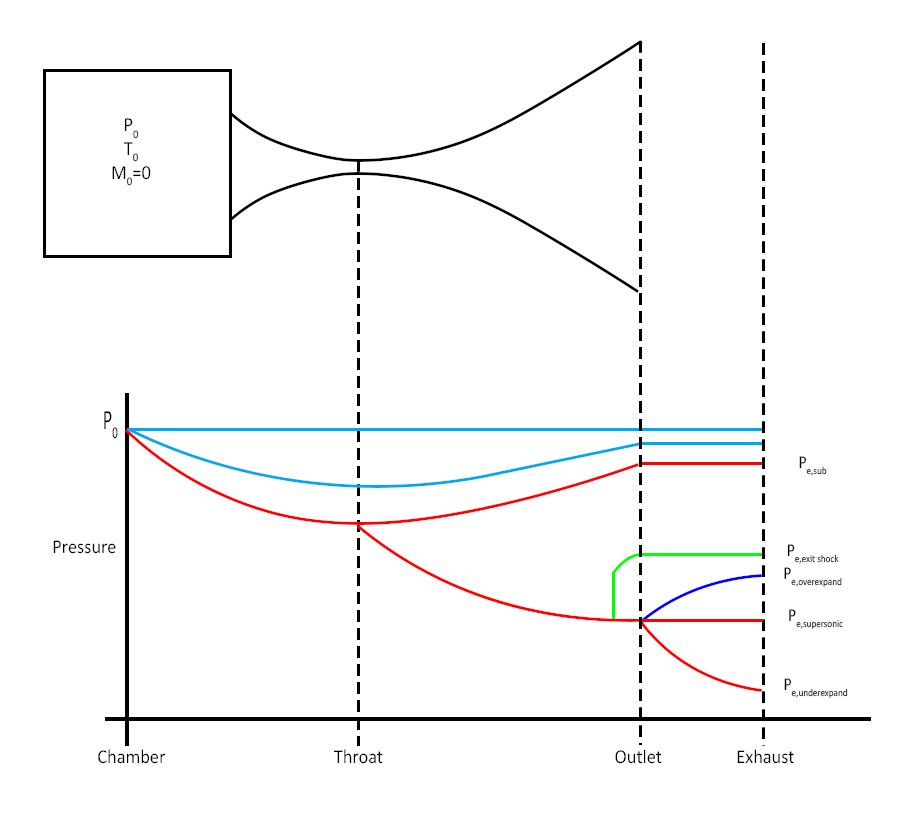 P0
T0
M0=0
P0
Pe,sub
Pressure
Pe,exit shock
Pe,overexpand
Pe,supersonic
Pe,underexpand
Chamber
Throat
Outlet
Exhaust